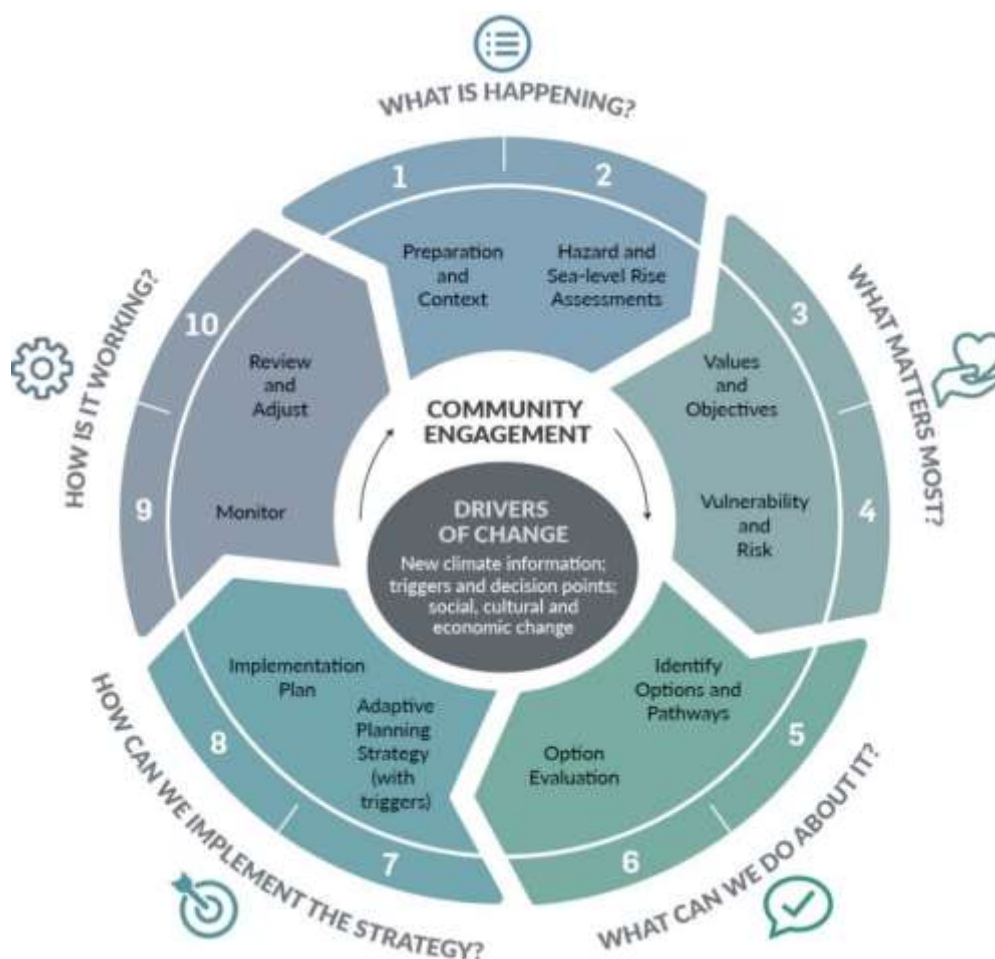 WHAT IS HAPPENING?
1
2
Preparation
and
Context
Hazard and
Sea-level Rise
Assessments
WHAT MATTERS MOST?
3
Values
and
Objectives
4
Vulnerability
and
Risk
WHAT CAN WE DO ABOUT IT?
5
Identify
Options and
Pathways
6
Option
Evaluation
HOW CAN WE IMPLEMENT THE STRATEGY?
7
Adaptive
Planning
Strategy
(with
triggers)
8
Implementation
Plan
HOW IS IT WORKING?
9
Monitor
10
Review
and
Adjust
COMMUNITY
ENGAGEMENT
DRIVERS
OF CHANGE
New climate information;
triggers and decision points;
social, cultural and
economic change